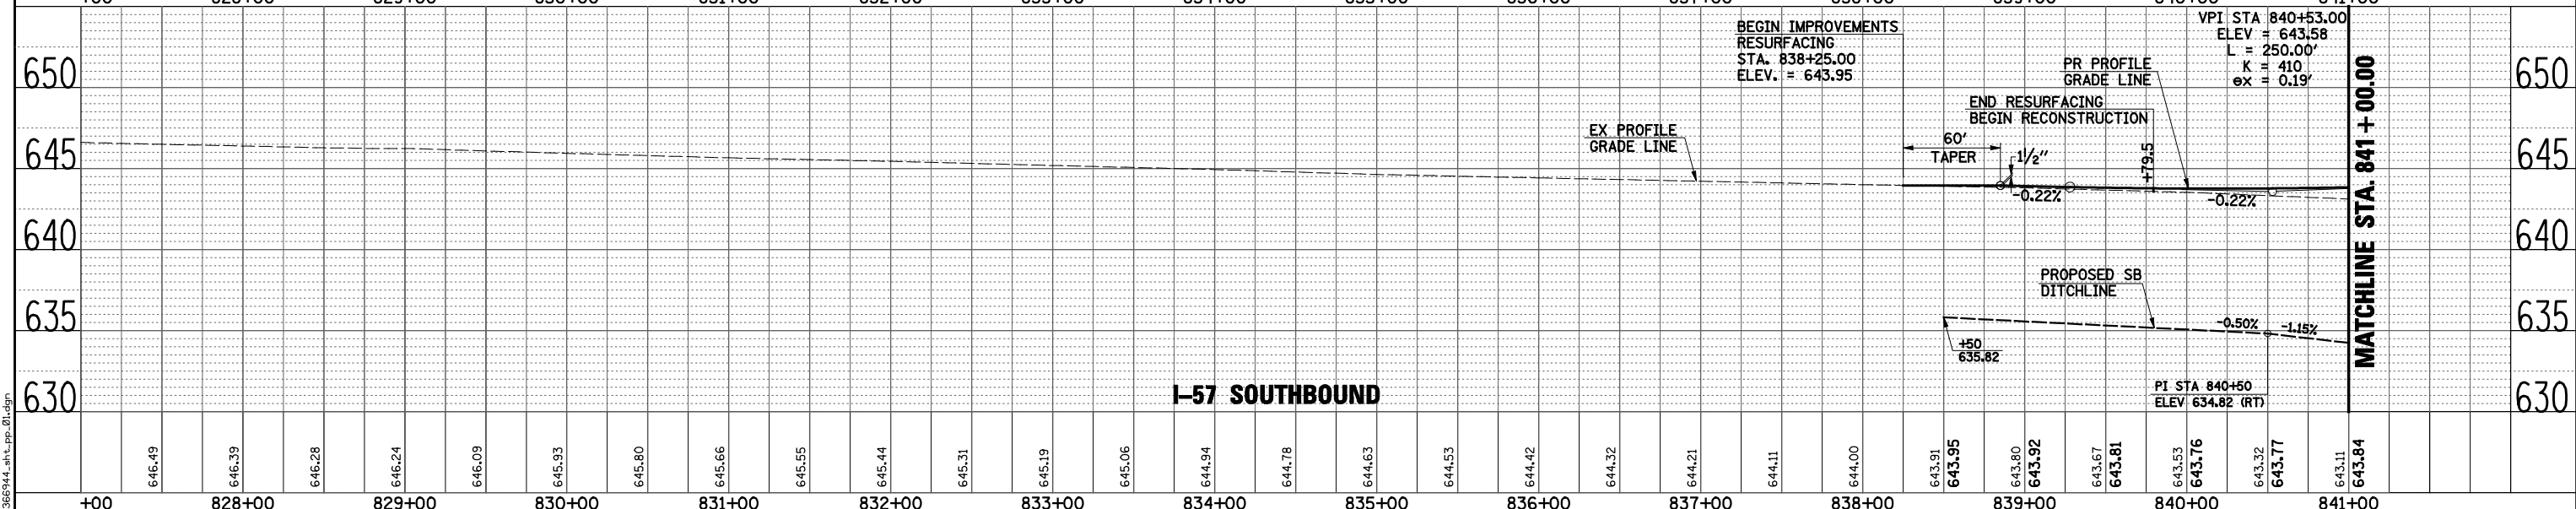 BEGIN IMPROVEMENTS
RESURFACING
STA. 838+25.00
ELEV. = 643.95
VPI STA 840+53.00
ELEV = 643.58
L = 250.00'
K = 410
ex = 0.19'
PR PROFILE
GRADE LINE
END RESURFACING
BEGIN RECONSTRUCTION
EX PROFILE
GRADE LINE
60'
TAPER
1½"
+79.5
-0.22%
-0.22%
MATCHLINE STA. 841+00.00
650
645
640
635
630
650
645
640
635
630
PROPOSED SB
DITCHLINE
-0.50%
-1.15%
+50
635.82
PI STA 840+50
ELEV 634.82 (RT)
I-57 SOUTHBOUND
366944_sht_pp_01.dgn
646.49
646.39
646.28
646.24
646.09
645.93
645.80
645.66
645.55
645.44
645.31
645.19
645.06
644.94
644.78
644.63
644.53
644.42
644.32
644.21
644.11
644.00
643.91
643.95
643.80
643.92
643.67
643.81
643.53
643.76
643.32
643.77
643.11
643.84
+00 828+00 829+00 830+00 831+00 832+00 833+00 834+00 835+00 836+00 837+00 838+00 839+00 840+00 841+00